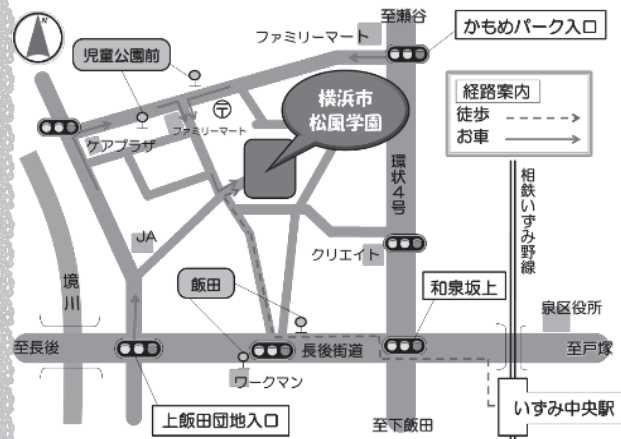 N
至瀬谷
ファミリーマート
かもめパーク入口
児童公園前
経路案内
徒歩
お車
横浜市
松風学園
〒
ファミリーマート
ケアプラザ
環状4号
相鉄いずみ野線
JA
クリエイト
境川
飯田
和泉坂上
泉区役所
至長後
長後街道
至戸塚
ワークマン
上飯田団地入口
至下飯田
いずみ中央駅